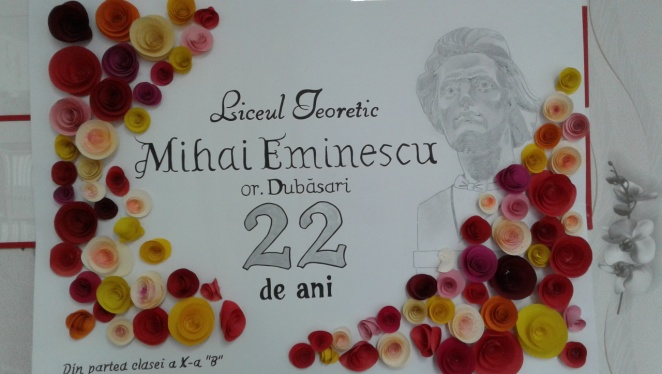 Liceul Teoretic
Mihai Eminescu
or. Dubăsari
22
de ani
Din partea clasei a X-a "B"